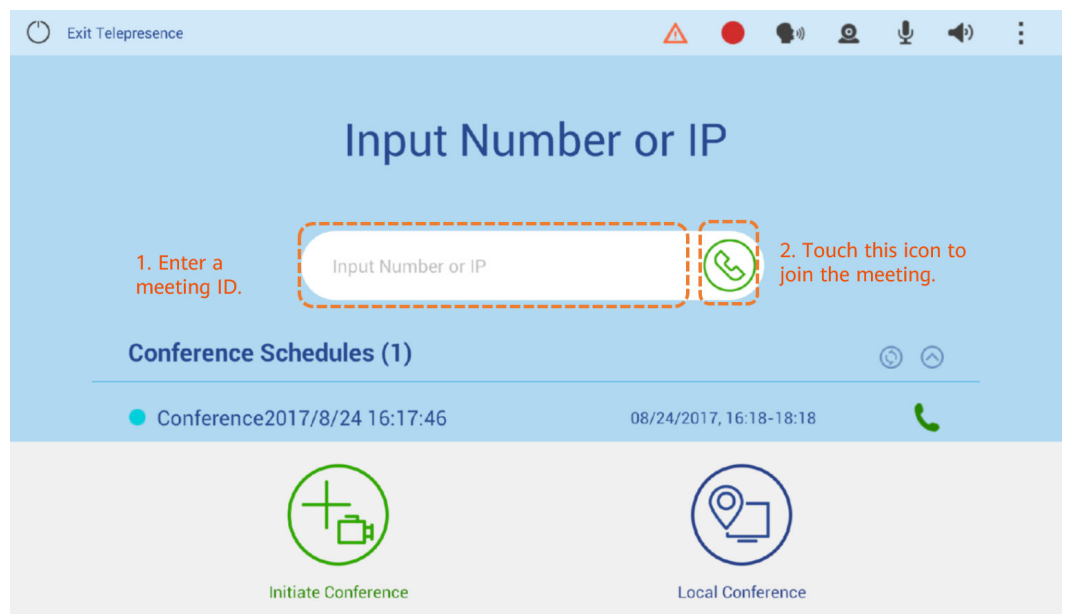 Exit Telepresence
Input Number or IP
1. Enter a
meeting ID.
Input Number or IP
2. Touch this icon to
join the meeting.
Conference Schedules (1)
Conference2017/8/24 16:17:46
08/24/2017, 16:18-18:18
Initiate Conference
Local Conference